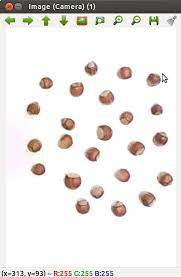 Image (Camera) (1)
(x=313, y=93) ~ R:255 G:255 B:255